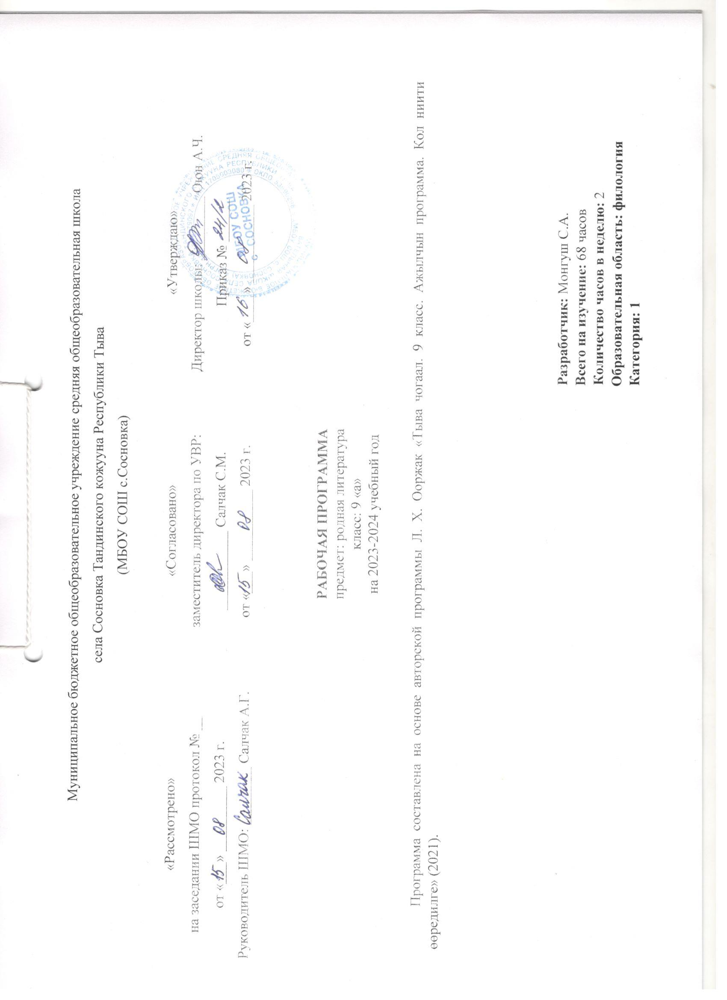 Муниципальное бюджетное общеобразовательное учреждение средняя общеобразовательная школа
села Сосновка Тандинского кожууна Республики Тыва
(МБОУ СОШ с.Сосновка)
«Рассмотрено»
на заседании ШМО протокол № __
от «15» 08 2023 г.
Руководитель ШМО: Салчак Салчак А.Г.
«Согласовано»
заместитель директора по УВР:
Салчак С.М.
от «15» 08 2023 г.
«Утверждаю»
Директор школы: Оюн А.Ч.
Приказ № 24/2
от «16» 08 2023 г.
МБОУ СОШ
с СОСНОВКА
РАБОЧАЯ ПРОГРАММА
предмет: родная литература
класс: 9 «а»
на 2023-2024 учебный год
Программа составлена на основе авторской программы Л. Х. Ооржак «Тыва чогаал. 9 класс. Ажылчын программа. Кол ниити
өөредилге» (2021).
Разработчик: Монгуш С.А.
Всего на изучение: 68 часов
Количество часов в неделю: 2
Образовательная область: филология
Категория: 1